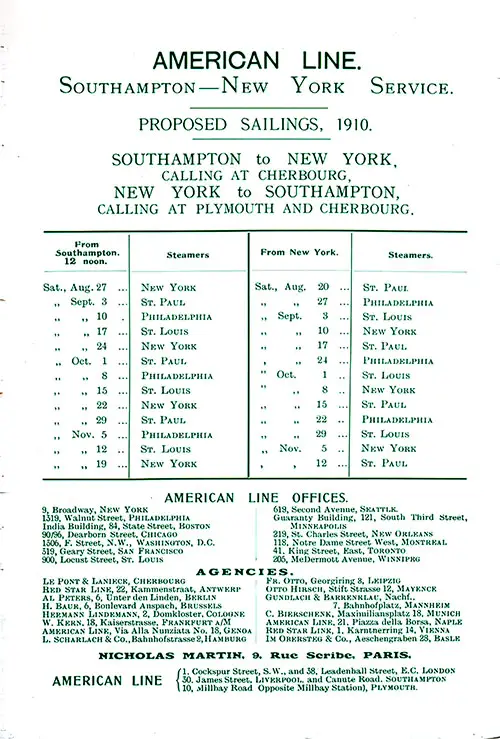 AMERICAN LINE.
SOUTHAMPTON—NEW YORK SERVICE.
PROPOSED SAILINGS, 1910.
SOUTHAMPTON to NEW YORK,
CALLING AT CHERBOURG,
NEW YORK to SOUTHAMPTON,
CALLING AT PLYMOUTH AND CHERBOURG.
From Southampton. 12 noon. Steamers From New York. Steamers.
Sat., Aug. 27 ... NEW YORK Sat., Aug. 20 ... ST. PAUL
„ Sept. 3 ... ST. PAUL „ „ 27 ... PHILADELPHIA
„ „ 10 . PHILADELPHIA „ Sept. 3 ... ST. LOUIS
„ „ 17 ... ST. LOUIS „ „ 10 ... NEW YORK
„ „ 24 ... NEW YORK „ „ 17 ... ST. PAUL
„ Oct. 1 ... ST. PAUL , „ 24 ... PHILADELPHIA
„ „ 8 ... PHILADELPHIA " Oct. 1 .. ST. LOUIS
„ „ 15 ... ST. LOUIS " „ 8 .. NEW YORK
„ „ 22 ... NEW YORK „ „ 15 ... ST. PAUL
„ „ 29 ... ST. PAUL „ „ 22 .. PHILADELPHIA
„ Nov. 5 ... PHILADELPHIA „ „ 29 ... ST. LOUIS
„ „ 12 .. ST. LOUIS „ Nov. 5 .. NEW YORK
„ „ 19 ... NEW YORK , , 12 ... ST. PAUL
AMERICAN LINE OFFICES.
9, Broadway, NEW YORK
1319, Walnut Street, PHILADELPHIA
India Building, 84, State Street, BOSTON
90/96, Dearborn Street, CHICAGO
1306, F. Street, N.W., WASHINGTON, D.C.
319, Geary Street, SAN FRANCISCO
900, Locust Street, ST. LOUIS
619, Second Avenue, SEATTLE.
Guaranty Building, 121, South Third Street,
MINNEAPOLIS
219, St. Charles Street, NEW ORLEANS
118, Notre Dame Street West, MONTREAL
41, King Street, East, TORONTO
205, McDermott Avenue, WINNIPEG
AGENCIES.
LE PONT & LANIECK, CHERBOURG
RED STAR LINE, 22, Kammenstraat, ANTWERP
AL PETERS, 6, Unter den Linden, BERLIN
H. BAUR, 6, Boulevard Anspach, BRUSSELS
HERMANN LINDEMANN, 2, Domkloster, COLOGNE
W. KERN, 18, Kaiserstrasse, FRANKFURT A/M
AMERICAN LINE, Via Alla Nunziata No. 18, GENOA
L. SCHARLACH & CO., Bahnhofstrasse 2, HAMBURG
FR. OTTO, Georgiring 8, LEIPZIG
OTTO HIRSCH, Stift Strasse 12, MAYENCE
GUNDLACH & BARRENKLAU, Nachf.,
7, Bahnhofplatz, MANNHEIM
C. BIERSCHENK, Maximiliansplatz 18, MUNICH
AMERICAN LINE, 21, Piazza della Borsa, NAPLE
RED STAR LINE, 1, Karntnerring 14, VIENNA
IM OBERSTEG & CO., Aeschengraben 28, BASLE
NICHOLAS MARTIN, 9, Rue Scribe, PARIS.
AMERICAN LINE
1, Cockspur Street, S.W., and 38, Leadenhall Street, E.C. LONDON
30, James Street, LIVERPOOL, and Canute Road, SOUTHAMPTON
10, Millbay Road (Opposite Millbay Station), PLYMOUTH.